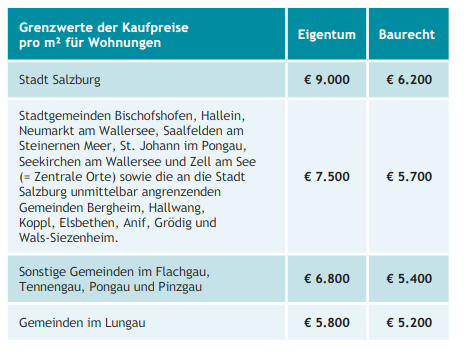 Grenzwerte der Kaufpreise
pro m² für Wohnungen
Eigentum
Baurecht
Stadt Salzburg
€ 9.000
€ 6.200
Stadtgemeinden Bischofshofen, Hallein,
Neumarkt am Wallersee, Saalfelden am
Steinernen Meer, St. Johann im Pongau,
Seekirchen am Wallersee und Zell am See
(= Zentrale Orte) sowie die an die Stadt
Salzburg unmittelbar angrenzenden
Gemeinden Bergheim, Hallwang,
Koppl, Elsbethen, Anif, Grödig und
Wals-Siezenheim.
€ 7.500
€ 5.700
Sonstige Gemeinden im Flachgau,
Tennengau, Pongau und Pinzgau
€ 6.800
€ 5.400
Gemeinden im Lungau
€ 5.800
€ 5.200